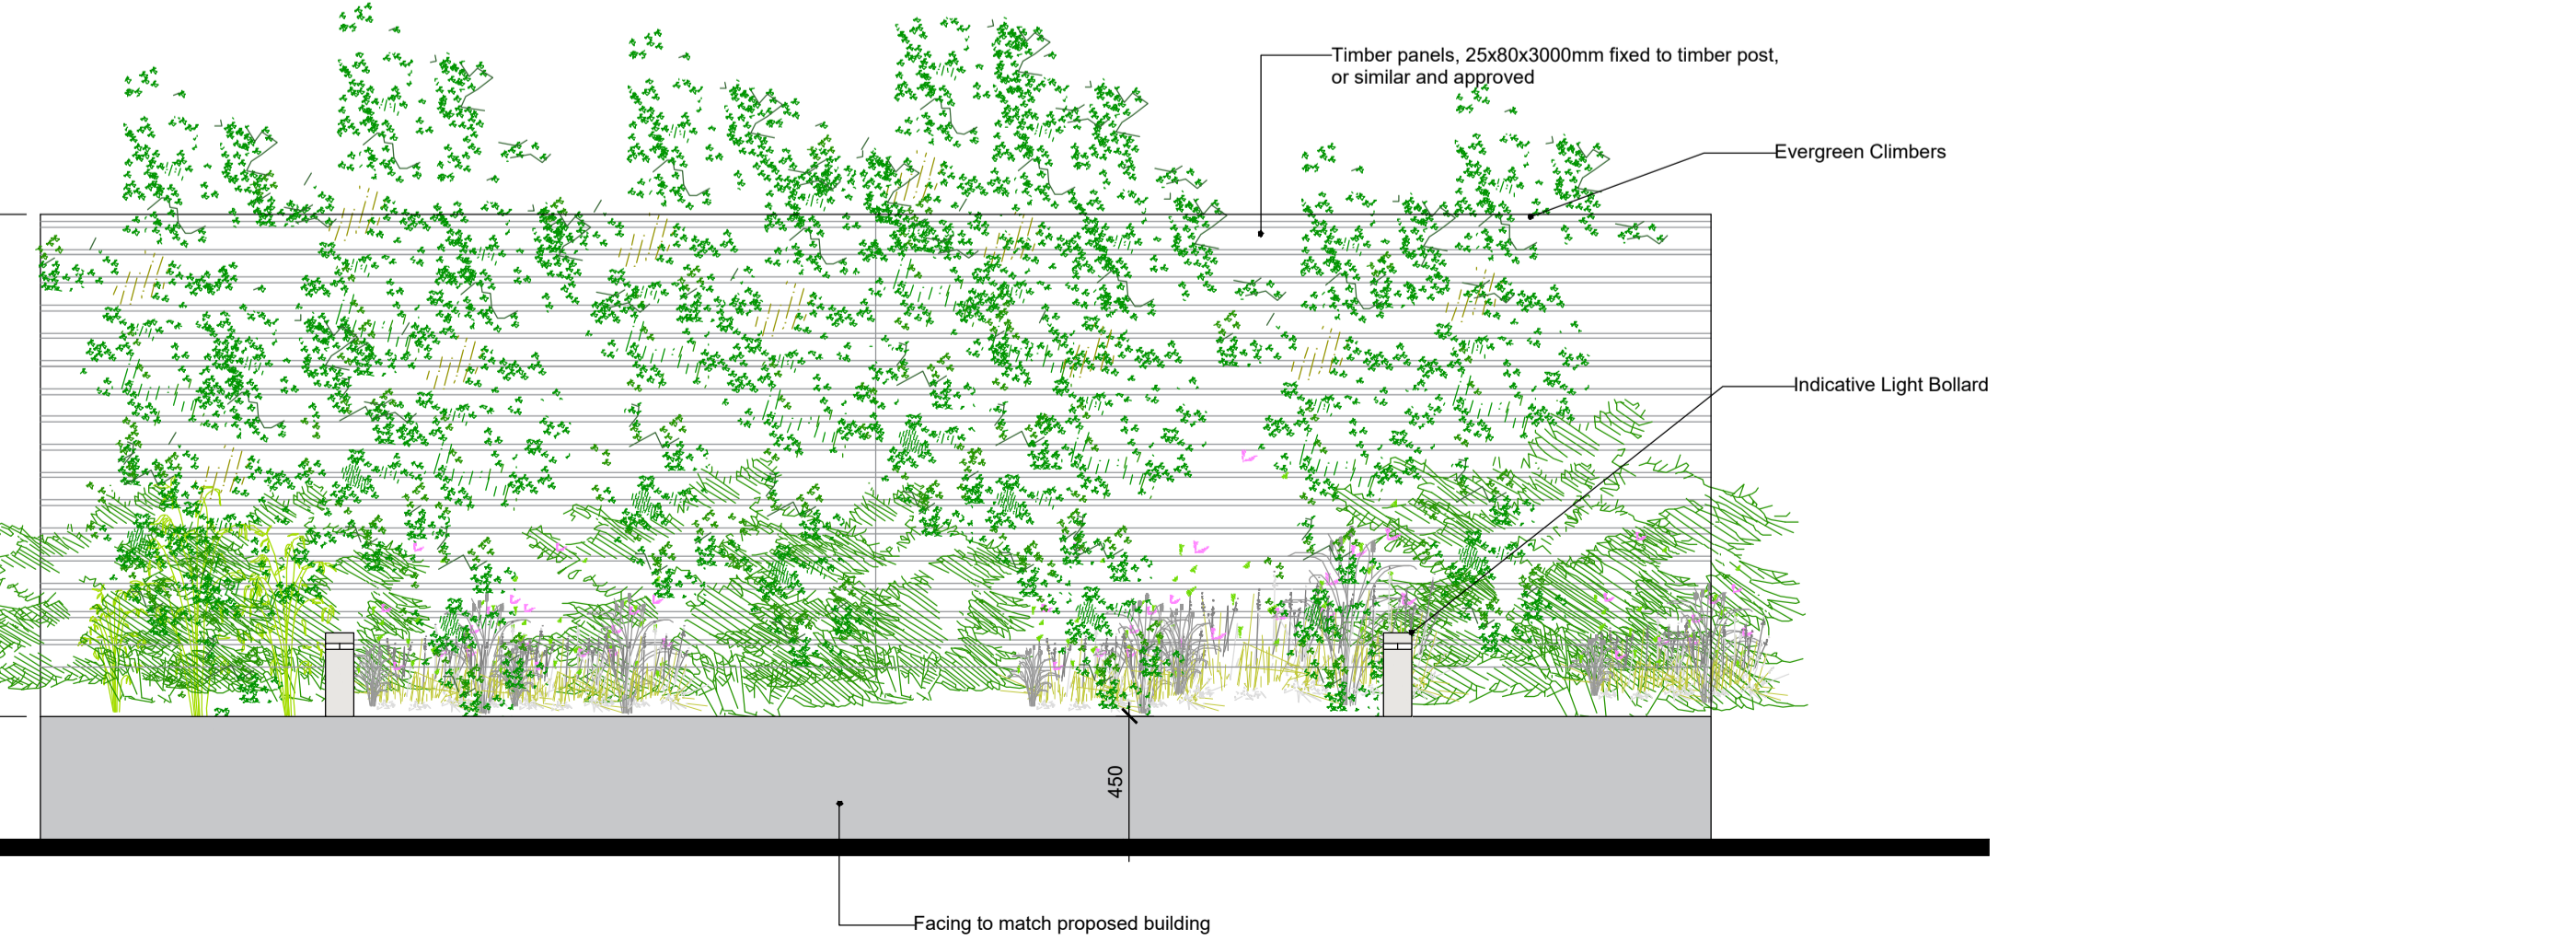 Timber panels, 25x80x3000mm fixed to timber post,
or similar and approved
Evergreen Climbers
Indicative Light Bollard
450
Facing to match proposed building